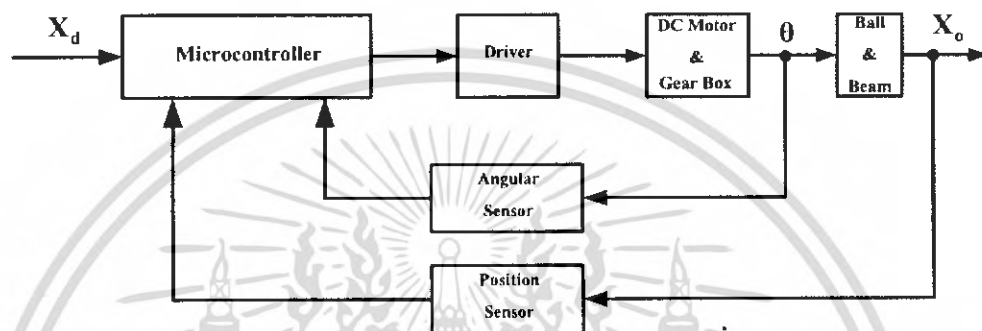 X_d
Microcontroller
Driver
DC Motor
&
Gear Box
θ
Ball
&
Beam
X_o
Angular
Sensor
Position
Sensor